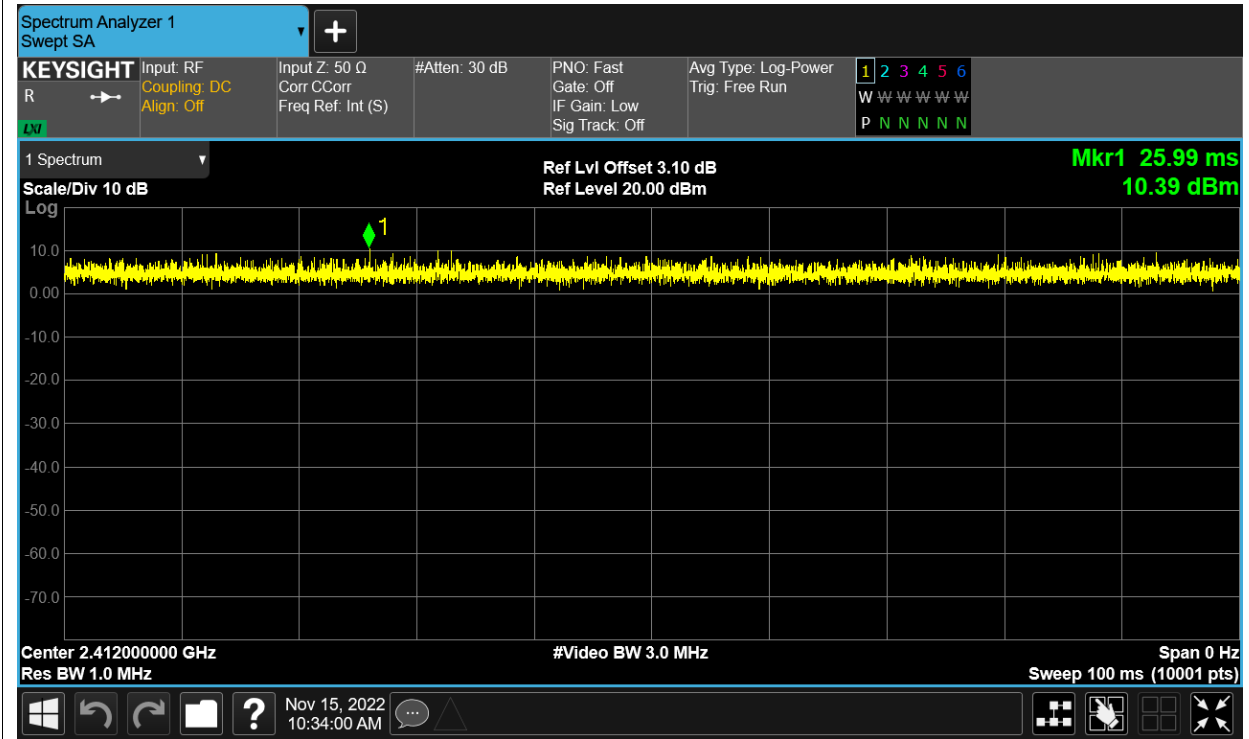 Spectrum Analyzer 1
Swept SA
KEYSIGHT
R
LXI
Input: RF
Coupling: DC
Align: Off
Input Z: 50 Ω
Corr CCorr
Freq Ref: Int (S)
#Atten: 30 dB
PNO: Fast
Gate: Off
IF Gain: Low
Sig Track: Off
Avg Type: Log-Power
Trig: Free Run
1 2 3 4 5 6
W W W W W W
P N N N N N
1 Spectrum
Scale/Div 10 dB
Log
Ref Lvl Offset 3.10 dB
Ref Level 20.00 dBm
Mkr1 25.99 ms
10.39 dBm
1
10.0
0.00
-10.0
-20.0
-30.0
-40.0
-50.0
-60.0
-70.0
Center 2.412000000 GHz
Res BW 1.0 MHz
#Video BW 3.0 MHz
Span 0 Hz
Sweep 100 ms (10001 pts)
?
Nov 15, 2022
10:34:00 AM